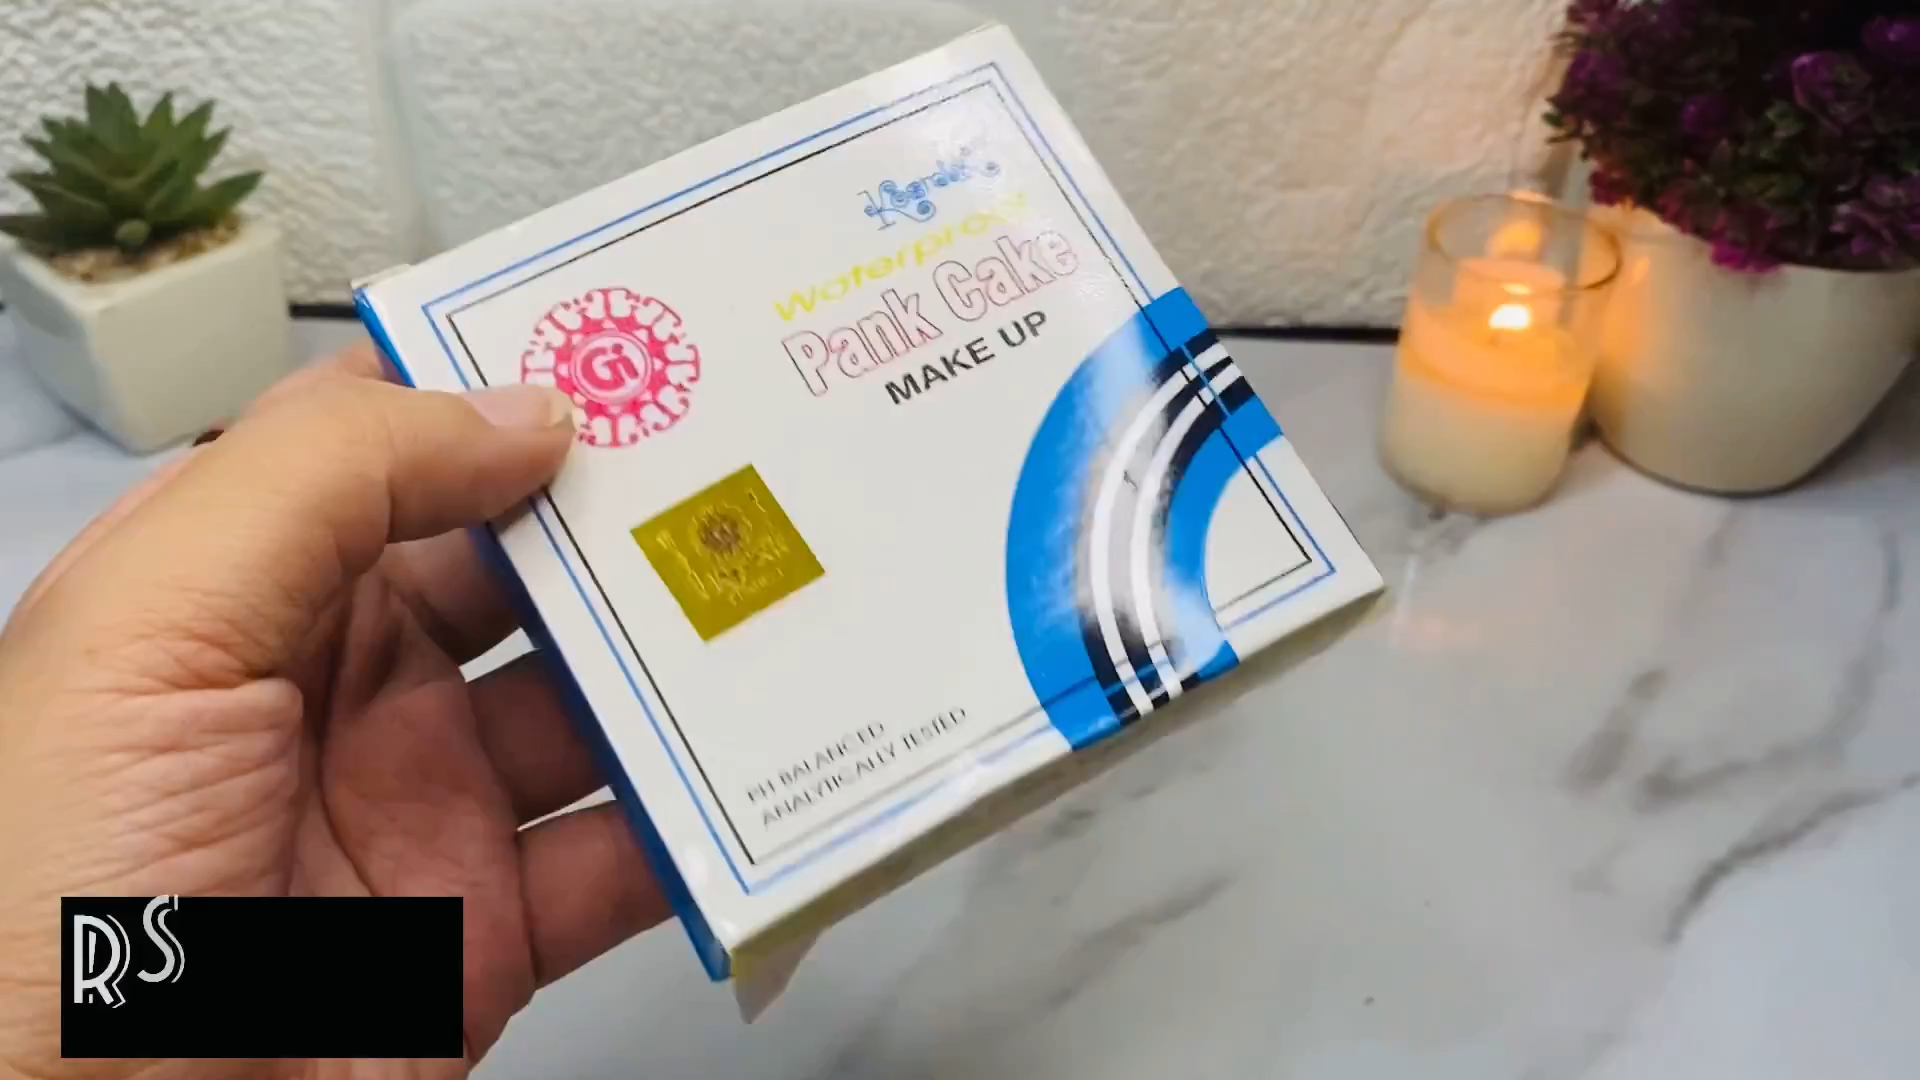 Waterproof
Pank Cake
MAKE UP
Gi
PH BALANCED
ANALYTICALLY TESTED
RS